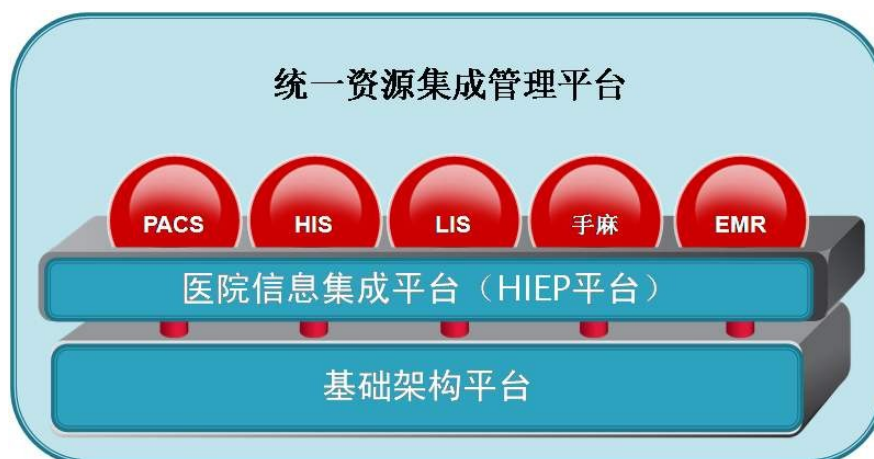 统一资源集成管理平台
PACS
HIS
LIS
手麻
EMR
医院信息集成平台（HIEP平台）
基础架构平台